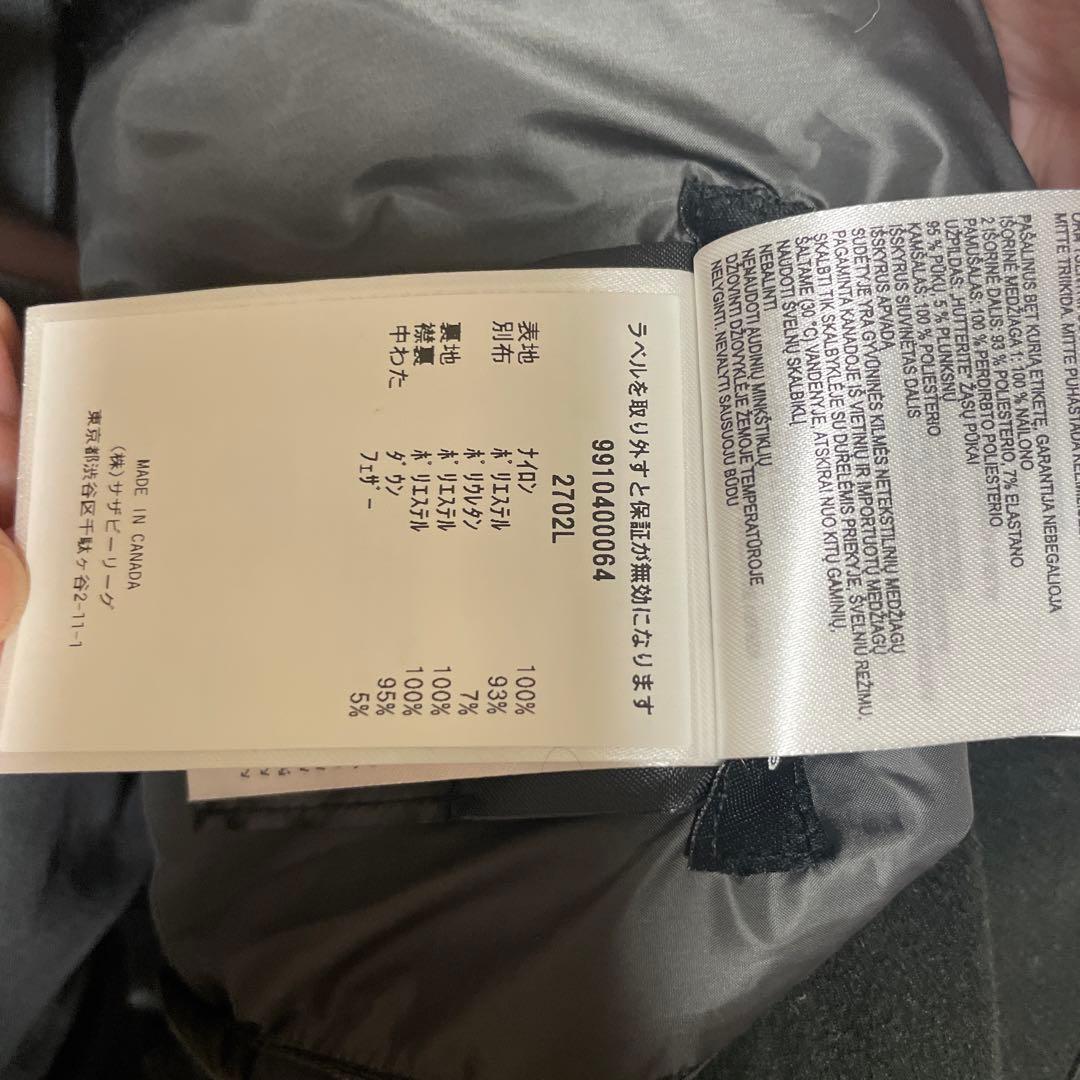 ラベルを取り外すと保証が無効になります
991040​0064
2702L
表地 ナイロン 100%
別布 ポリエステル 93%
ポリウレタン 7%
裏地 ポリエステル 100%
襟裏 ポリエステル 100%
中わた ダウン 95%
フェザー 5%
MADE IN CANADA
(株)サザビーリーグ
東京都渋谷区千駄ヶ谷2-11-1
PAŠALINUS BET KURIĄ ETIKETĘ, GARANTIJA NEBEGALIOJA
IŠORINĖ MEDŽIAGA 1: 100 % NAILONO
2 IŠORINĖ DALIS: 93 % POLIESTERIO, 7% ELASTANO
PAMUŠALAS: 100 % PERDIRBTO POLIESTERIO
UŽPILDAS: „HUTTERITE“ ŽĄSŲ PŪKAI
95 % PŪKŲ, 5 % PLUNKSNŲ
KAMŠALAS: 100 % POLIESTERIO
IŠSKYRUS SIUVINĖTAS DALIS
IŠSKYRUS APVADĄ
SUDĖTYJE YRA GYVŪNINĖS KILMĖS NETEKSTILINIŲ MEDŽIAGŲ
PAGAMINTA KANADOJE IŠ VIETINIŲ IR IMPORTUOTŲ MEDŽIAGŲ
SKALBTI TIK SKALBYKLĖJE SU DURELĖMIS PRIEKYJE, ŠVELNIU REŽIMU,
ŠALTAME (30 °C) VANDENYJE, ATSKIRAI NUO KITŲ GAMINIŲ,
NAUDOTI ŠVELNŲ SKALBIKLĮ
NEBALINTI
NENAUDOTI AUDINIŲ MINKŠTIKLIŲ
DŽIOVINTI DŽIOVYKLĖJE ŽEMOJE TEMPERATŪROJE
NELYGINTI. NEVALYTI SAUSUOJU BŪDU